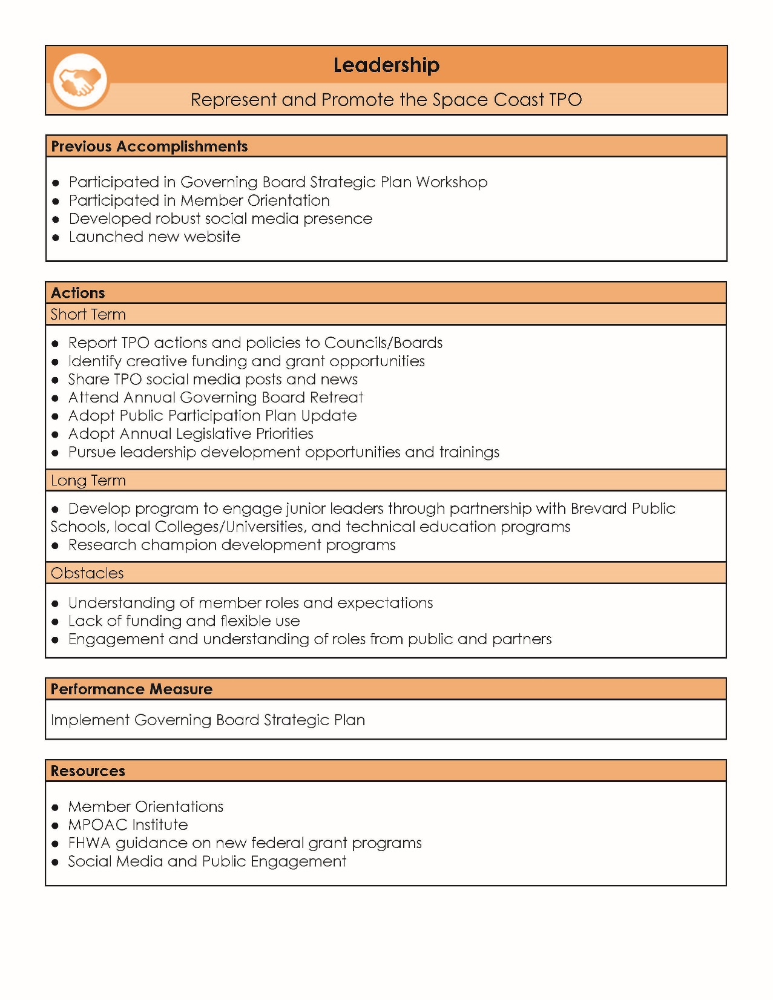 Leadership
Represent and Promote the Space Coast TPO
Previous Accomplishments
● Participated in Governing Board Strategic Plan Workshop
● Participated in Member Orientation
● Developed robust social media presence
● Launched new website
Actions
Short Term
● Report TPO actions and policies to Councils/Boards
● Identify creative funding and grant opportunities
● Share TPO social media posts and news
● Attend Annual Governing Board Retreat
● Adopt Public Participation Plan Update
● Adopt Annual Legislative Priorities
● Pursue leadership development opportunities and trainings
Long Term
● Develop program to engage junior leaders through partnership with Brevard Public
Schools, local Colleges/Universities, and technical education programs
● Research champion development programs
Obstacles
● Understanding of member roles and expectations
● Lack of funding and flexible use
● Engagement and understanding of roles from public and partners
Performance Measure
Implement Governing Board Strategic Plan
Resources
● Member Orientations
● MPOAC Institute
● FHWA guidance on new federal grant programs
● Social Media and Public Engagement